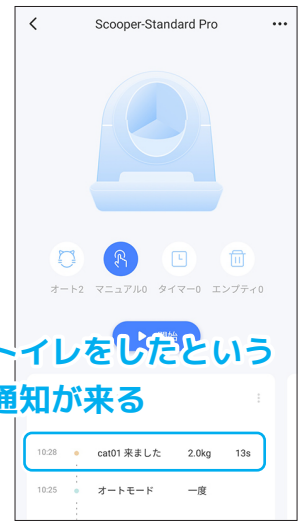 Scooper-Standard Pro
オート2 マニュアル0 タイマー0 エンプティ0
開始
トイレをしたという
通知が来る
10:28 cat01 来ました 2.0kg 13s
10:25 オートモード 一度